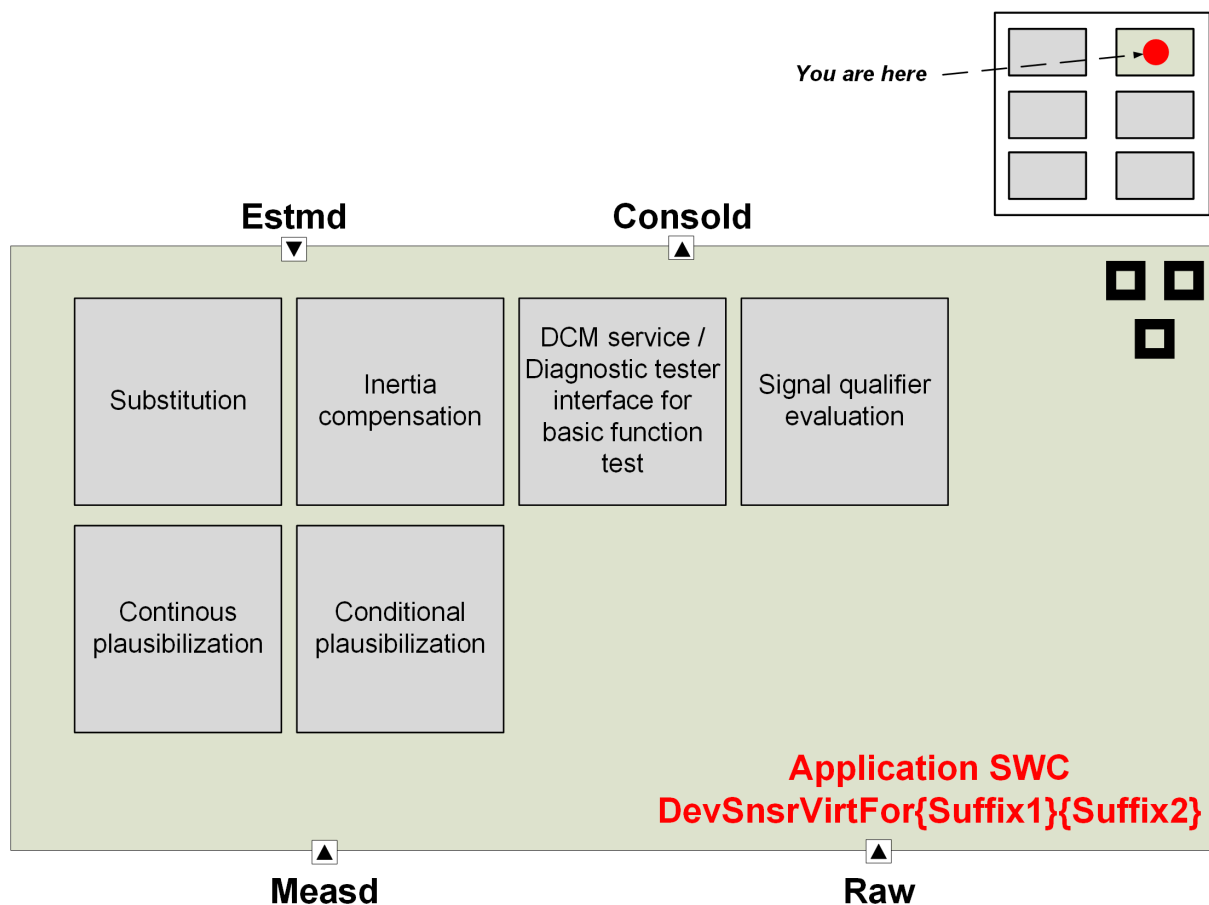 You are here
Estmd
Consold
Substitution
Inertia
compensation
DCM service /
Diagnostic tester
interface for
basic function
test
Signal qualifier
evaluation
Continous
plausibilization
Conditional
plausibilization
Application SWC
DevSnsrVirtFor{Suffix1}{Suffix2}
Measd
Raw